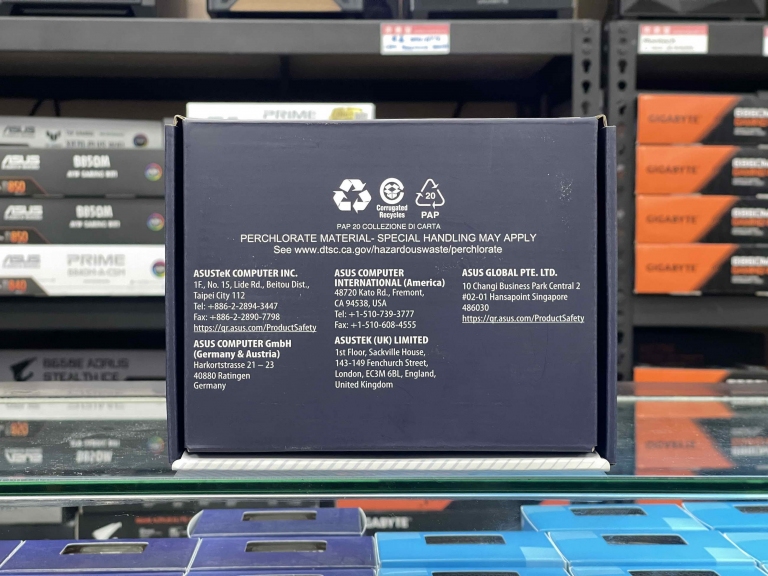 PRIME
GIGABYTE
GIGABYTE
GIGABYTE
GIGABYTE
ASUS
B850M
ASUS
B850M
PRIME
20
Corrugated
Recycles
PAP
PAP 20 COLLEZIONE DI CARTA
PERCHLORATE MATERIAL- SPECIAL HANDLING MAY APPLY
See www.dtsc.ca.gov/hazardouswaste/perchlorate
ASUSTeK COMPUTER INC.
1F., No. 15, Lide Rd., Beitou Dist.,
Taipei City 112
Tel: +886-2-2894-3447
Fax: +886-2-2890-7798
https://qr.asus.com/ProductSafety
ASUS COMPUTER GmbH
(Germany & Austria)
Harkortstrasse 21 – 23
40880 Ratingen
Germany
ASUS COMPUTER
INTERNATIONAL (America)
48720 Kato Rd., Fremont,
CA 94538, USA
Tel: +1-510-739-3777
Fax: +1-510-608-4555
ASUSTEK (UK) LIMITED
1st Floor, Sackville House,
143-149 Fenchurch Street,
London, EC3M 6BL, England,
United Kingdom
ASUS GLOBAL PTE. LTD.
10 Changi Business Park Central 2
#02-01 Hansapoint Singapore
486030
https://qr.asus.com/ProductSafety
B650E AORUS
STEALTH ICE
GIGABYTE